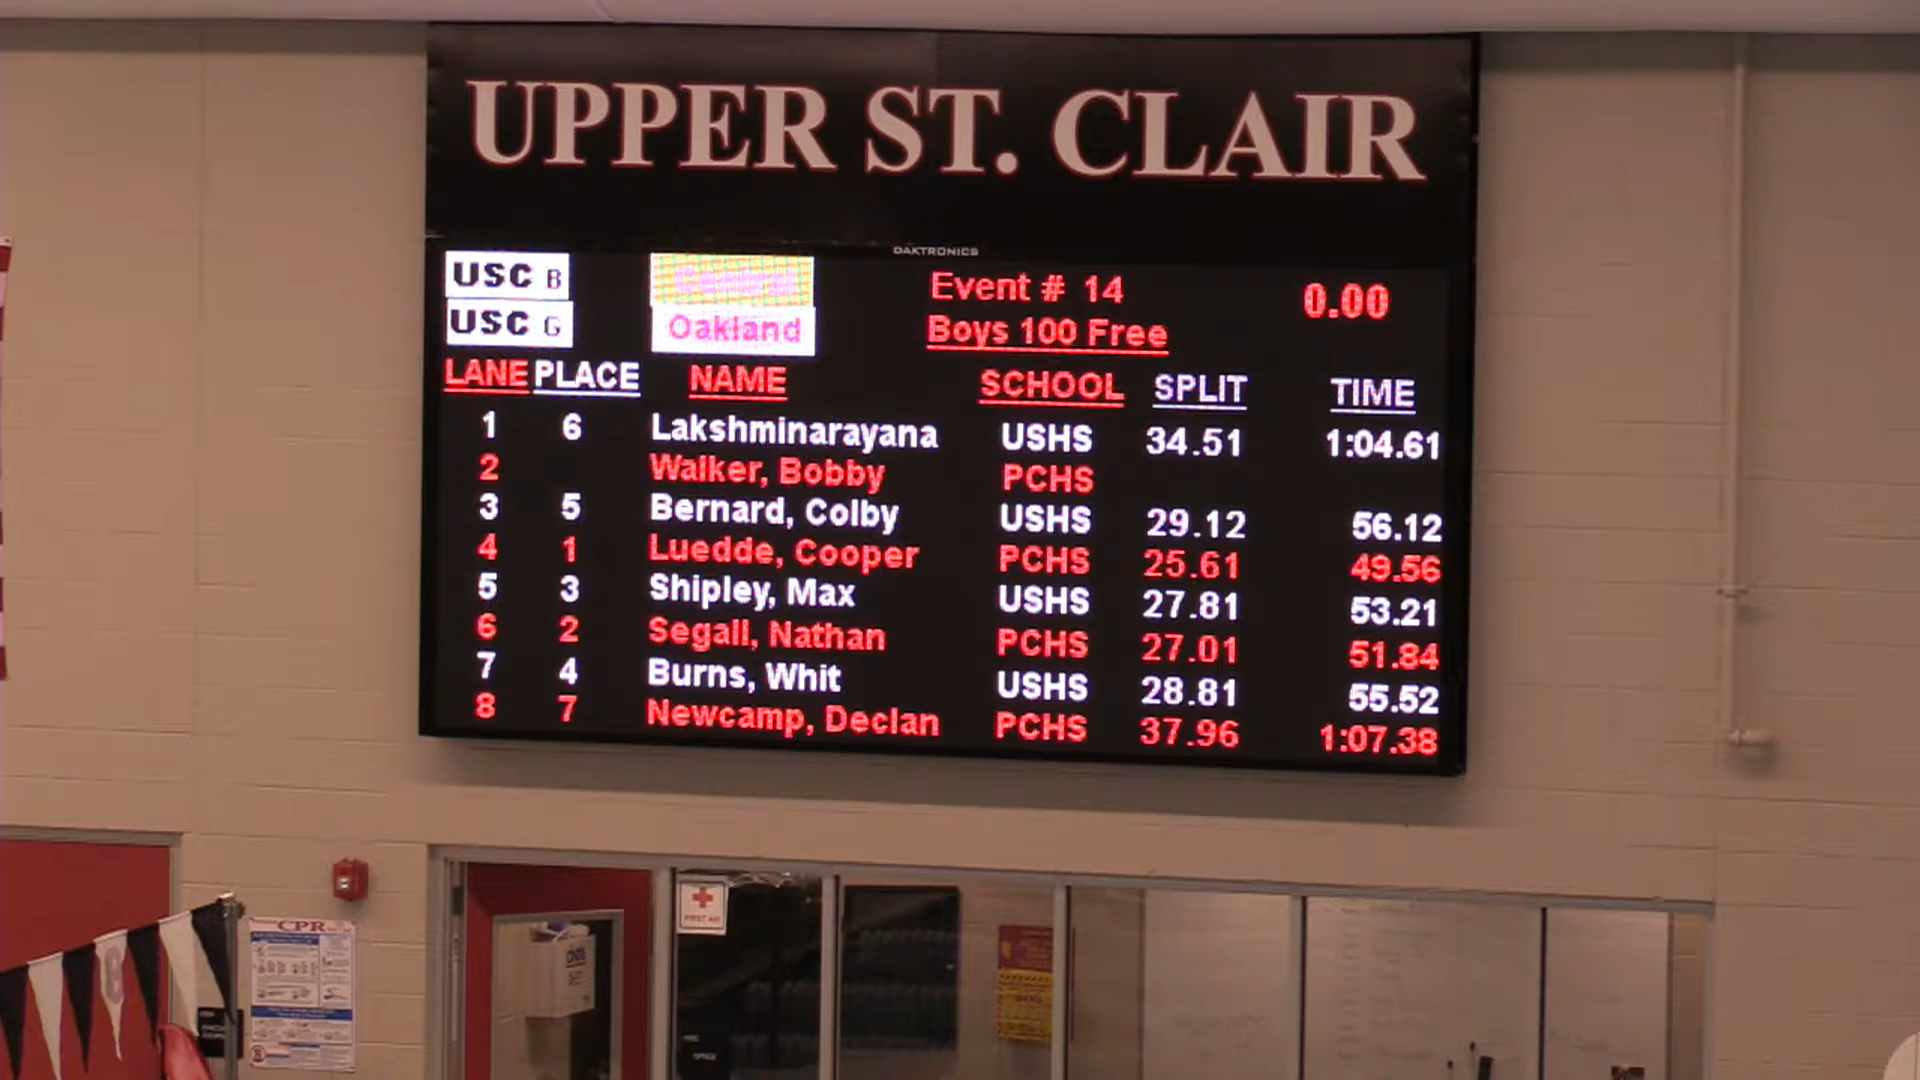 UPPER ST. CLAIR
DAKTRONICS
USC B
USC G
Central
Oakland
Event # 14
Boys 100 Free
0.00
LANE PLACE NAME SCHOOL SPLIT TIME
1 6 Lakshminarayana USHS 34.51 1:04.61
2 Walker, Bobby PCHS
3 5 Bernard, Colby USHS 29.12 56.12
4 1 Luedde, Cooper PCHS 25.61 49.56
5 3 Shipley, Max USHS 27.81 53.21
6 2 Segall, Nathan PCHS 27.01 51.84
7 4 Burns, Whit USHS 28.81 55.52
8 7 Newcamp, Declan PCHS 37.96 1:07.38
FIRST AID
CPR